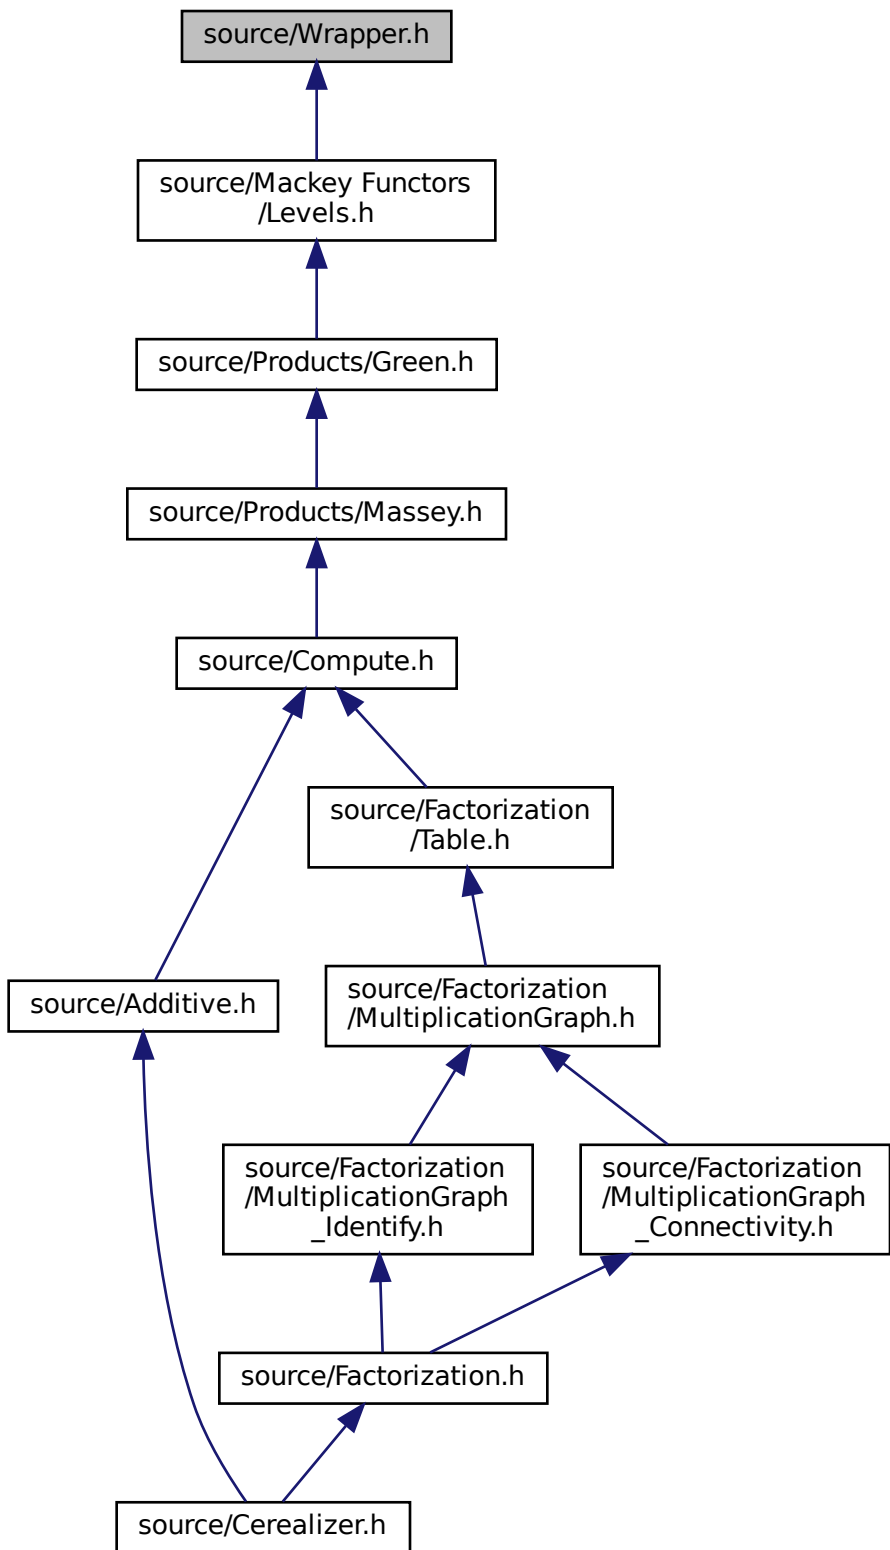 source/Wrapper.h
source/Mackey Functors
/Levels.h
source/Products/Green.h
source/Products/Massey.h
source/Compute.h
source/Factorization
/Table.h
source/Additive.h
source/Factorization
/MultiplicationGraph.h
source/Factorization
/MultiplicationGraph
_Identify.h
source/Factorization
/MultiplicationGraph
_Connectivity.h
source/Factorization.h
source/Cerealizer.h